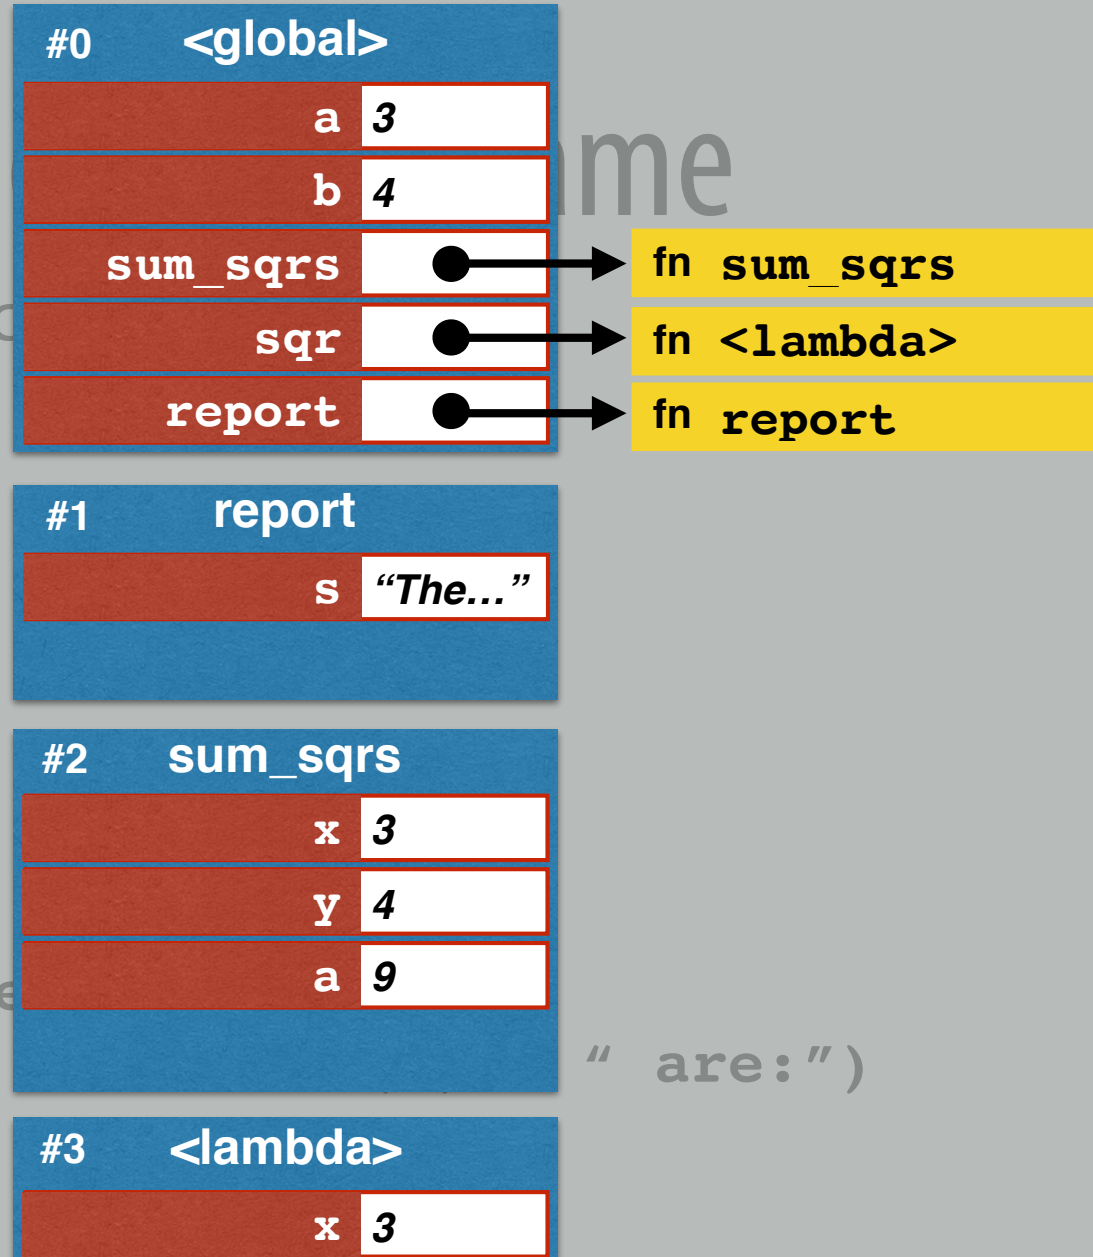 #0 <global>
a 3
b 4
sum_sqrs fn sum_sqrs
sqr fn <lambda>
report fn report
#1 report
s “The…”
#2 sum_sqrs
x 3
y 4
a 9
“ are:”)
#3 <lambda>
x 3